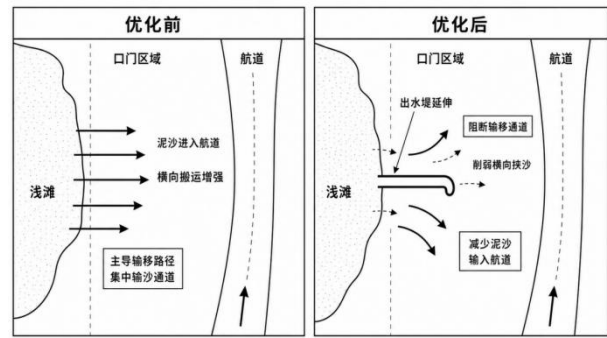 优化前
口门区域
航道
泥沙进入航道
横向搬运增强
浅滩
主导输移路径
集中输沙通道
优化后
口门区域
航道
出水堤延伸
阻断输移通道
削弱横向挟沙
浅滩
减少泥沙
输入航道